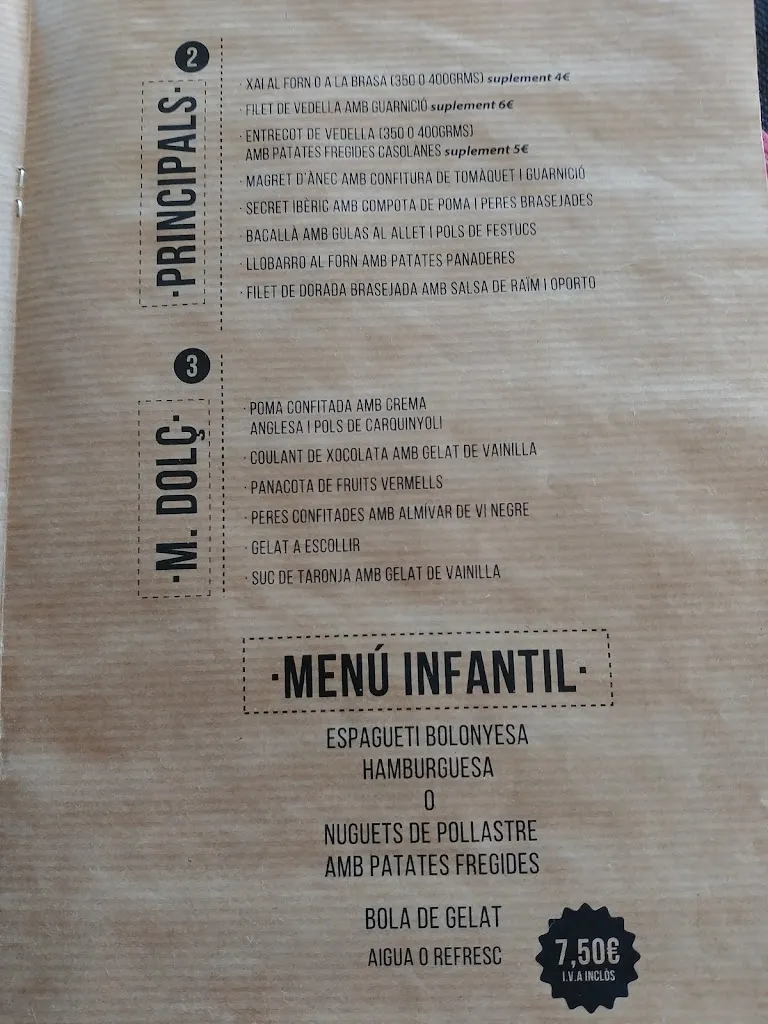 2
·PRINCIPALS·
· XAI AL FORN O A LA BRASA (350 O 400GRMS) suplement 4€
· FILET DE VEDELLA AMB GUARNICIÓ suplement 6€
· ENTRECOT DE VEDELLA (350 O 400GRMS)
AMB PATATES FREGIDES CASOLANES suplement 5€
· MAGRET D'ÀNEC AMB CONFITURA DE TOMÀQUET I GUARNICIÓ
· SECRET IBÈRIC AMB COMPOTA DE POMA I PERES BRASEJADES
· BACALLÀ AMB GULAS AL ALLET I POLS DE FESTUCS
· LLOBARRO AL FORN AMB PATATES PANADERES
· FILET DE DORADA BRASEJADA AMB SALSA DE RAÏM I OPORTO
3
·M. DOLÇ·
· POMA CONFITADA AMB CREMA
ANGLESA I POLS DE CARQUINYOLI
· COULANT DE XOCOLATA AMB GELAT DE VAINILLA
· PANACOTA DE FRUITS VERMELLS
· PERES CONFITADES AMB ALMÍVAR DE VI NEGRE
· GELAT A ESCOLLIR
· SUC DE TARONJA AMB GELAT DE VAINILLA
·MENÚ INFANTIL·
ESPAGUETI BOLONYESA
HAMBURGUESA
O
NUGUETS DE POLLASTRE
AMB PATATES FREGIDES
BOLA DE GELAT
AIGUA O REFRESC
7,50€
I.V.A INCLÒS